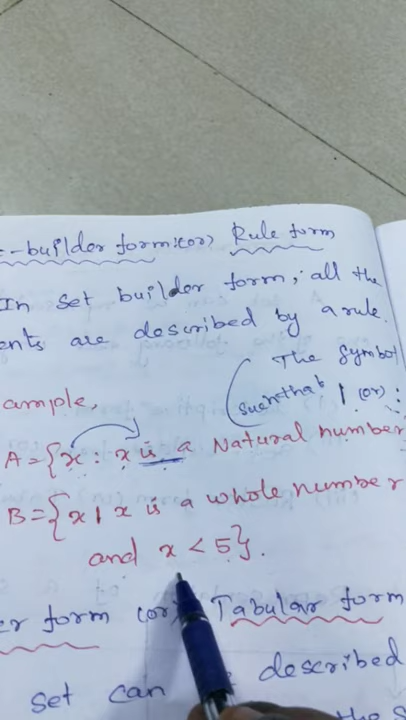 -builder form (or) Rule form
In set builder form, all the
ents are described by a rule.
ample,
The Symbol
Such that | (or) :
A = {x : x is a Natural number
B = {x | x is a whole number
and x < 5}.
er form (or) Tabular form
set can described